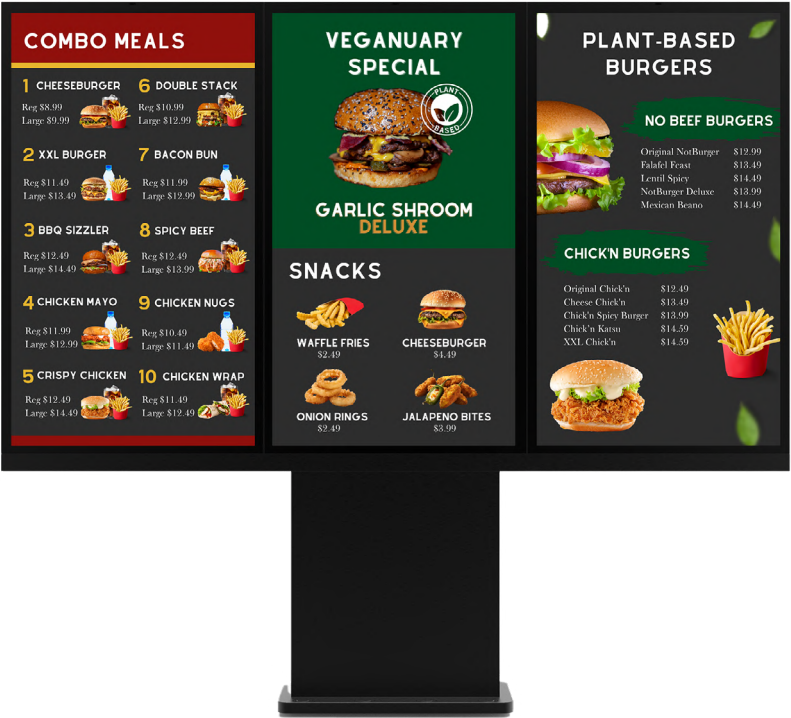 COMBO MEALS
1 CHEESEBURGER
Reg $8.99
Large $9.99
6 DOUBLE STACK
Reg $10.99
Large $12.99
2 XXL BURGER
Reg $11.49
Large $13.49
7 BACON BUN
Reg $11.99
Large $12.99
3 BBQ SIZZLER
Reg $12.49
Large $14.49
8 SPICY BEEF
Reg $12.49
Large $13.99
4 CHICKEN MAYO
Reg $11.99
Large $12.99
9 CHICKEN NUGS
Reg $10.49
Large $11.49
5 CRISPY CHICKEN
Reg $12.49
Large $14.49
10 CHICKEN WRAP
Reg $11.49
Large $12.49
VEGANUARY
SPECIAL
PLANT-
BASED
GARLIC SHROOM
DELUXE
SNACKS
WAFFLE FRIES
$2.49
CHEESEBURGER
$4.49
ONION RINGS
$2.49
JALAPENO BITES
$3.99
PLANT-BASED
BURGERS
NO BEEF BURGERS
Original NotBurger $12.99
Falafel Feast $13.49
Lentil Spicy $14.49
NotBurger Deluxe $13.99
Mexican Beano $14.49
CHICK'N BURGERS
Original Chick'n $12.49
Cheese Chick'n $13.49
Chick'n Spicy Burger $13.99
Chick'n Katsu $14.59
XXL Chick'n $14.59